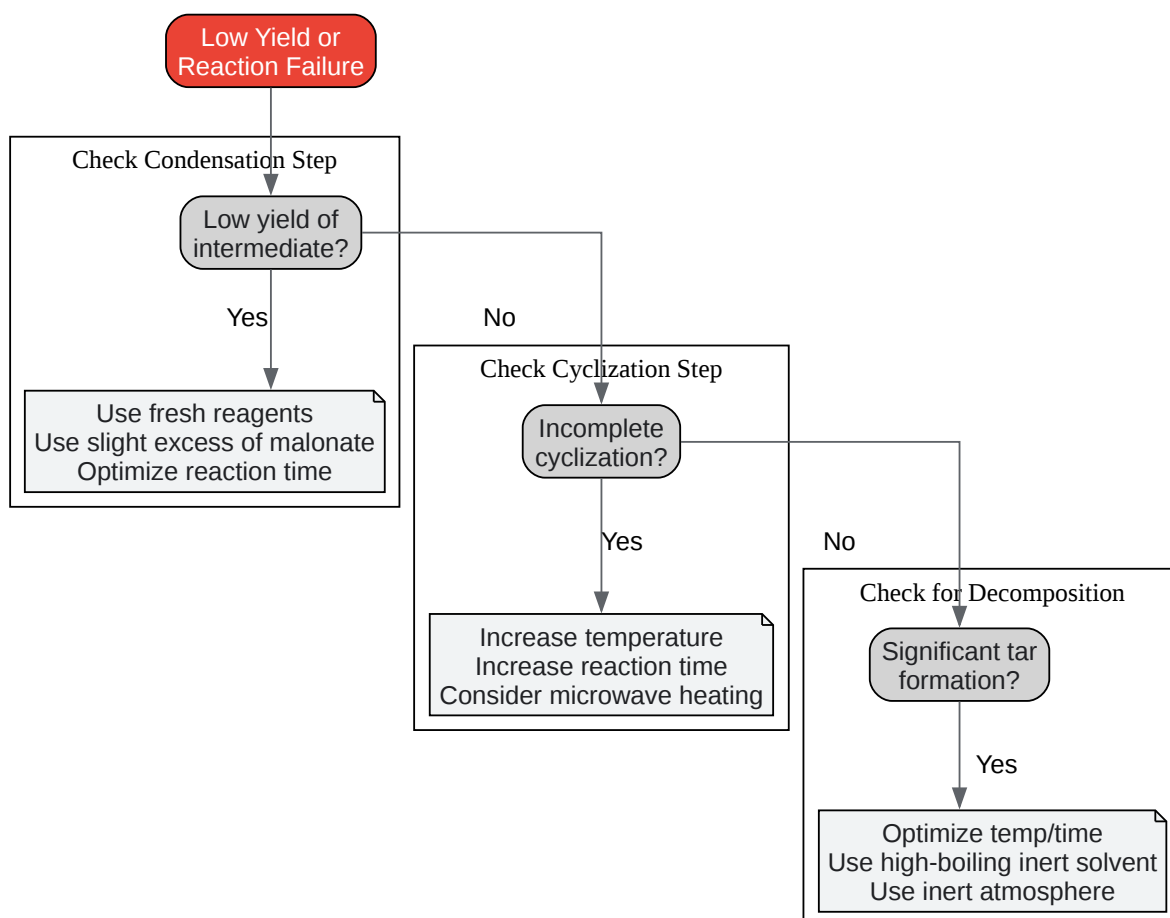 Low Yield or
Reaction Failure
Check Condensation Step
Low yield of
intermediate?
Yes
No
Use fresh reagents
Use slight excess of malonate
Optimize reaction time
Check Cyclization Step
Incomplete
cyclization?
Yes
No
Increase temperature
Increase reaction time
Consider microwave heating
Check for Decomposition
Significant tar
formation?
Yes
Optimize temp/time
Use high-boiling inert solvent
Use inert atmosphere